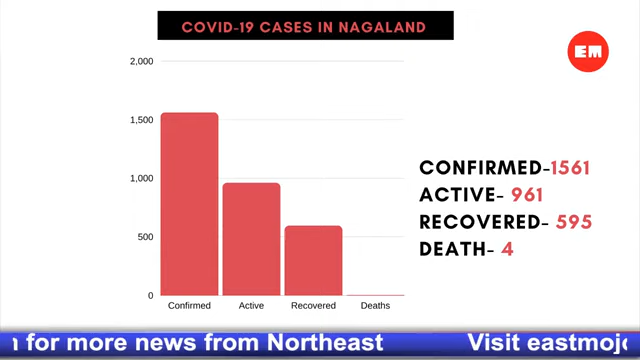 COVID-19 CASES IN NAGALAND
EM
2,000
1,500
1,000
500
0
Confirmed Active Recovered Deaths
CONFIRMED-1561
ACTIVE- 961
RECOVERED- 595
DEATH- 4
for more news from Northeast Visit eastmojo